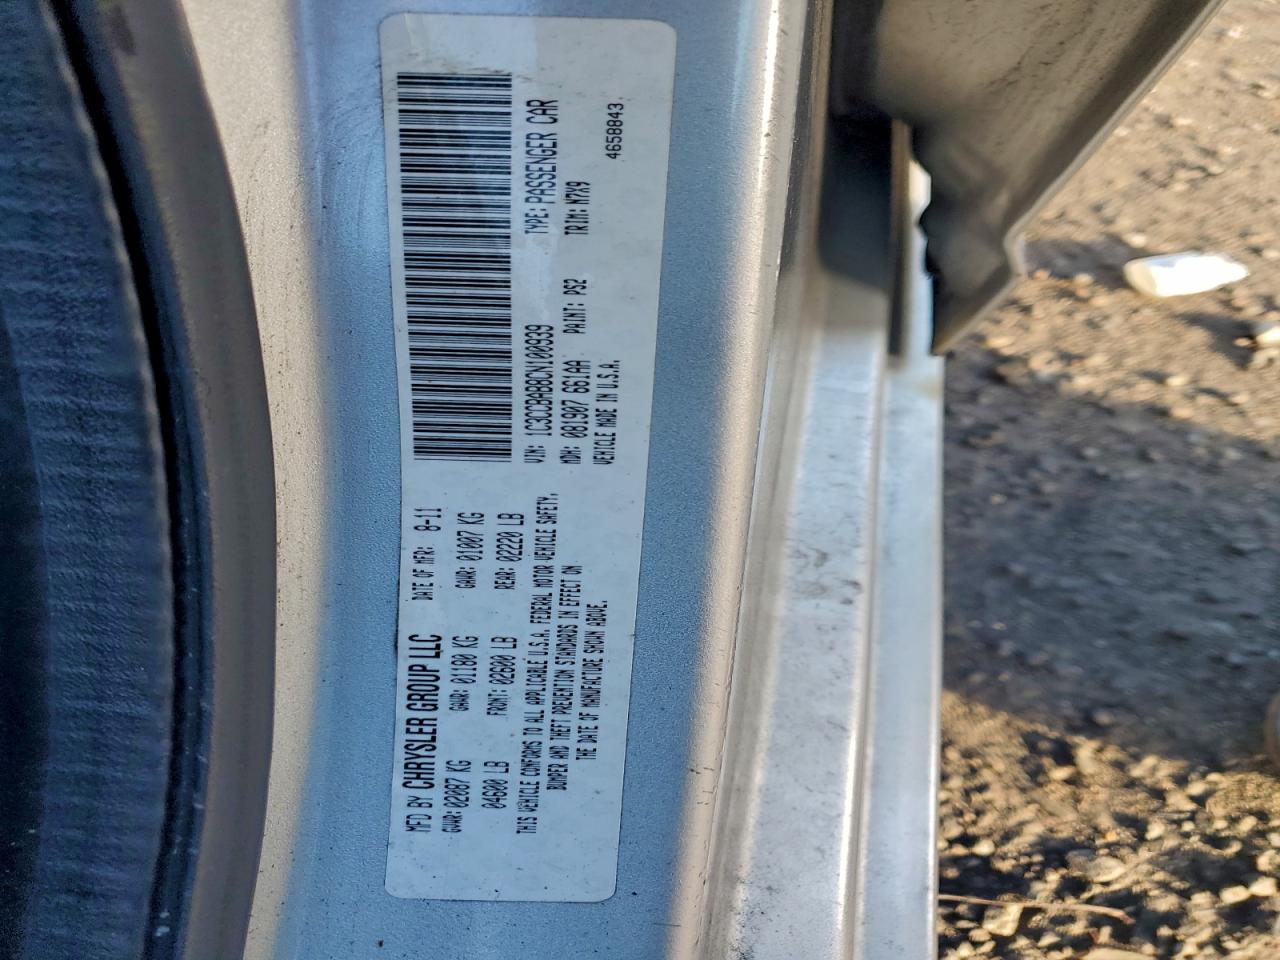 MFD BY CHRYSLER GROUP LLC DATE OF MFR: 8-11
GVWR: 02087 KG GAWR: 01180 KG GAWR: 01007 KG
04600 LB FRONT: 02600 LB REAR: 02220 LB
THIS VEHICLE CONFORMS TO ALL APPLICABLE U.S.A. FEDERAL MOTOR VEHICLE SAFETY,
BUMPER AND THEFT PREVENTION STANDARDS IN EFFECT ON
THE DATE OF MANUFACTURE SHOWN ABOVE.
VIN: 1C3CC3AB8CN100939 TYPE: PASSENGER CAR
MDH: 081907 661AA PAINT: PS2 TRIM: N7X9
VEHICLE MADE IN U.S.A. 4658843